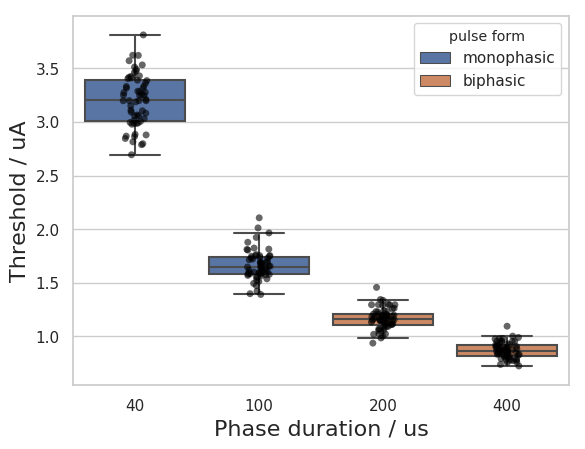 pulse form
monophasic
biphasic
Threshold / uA
3.5
3.0
2.5
2.0
1.5
1.0
40 100 200 400
Phase duration / us